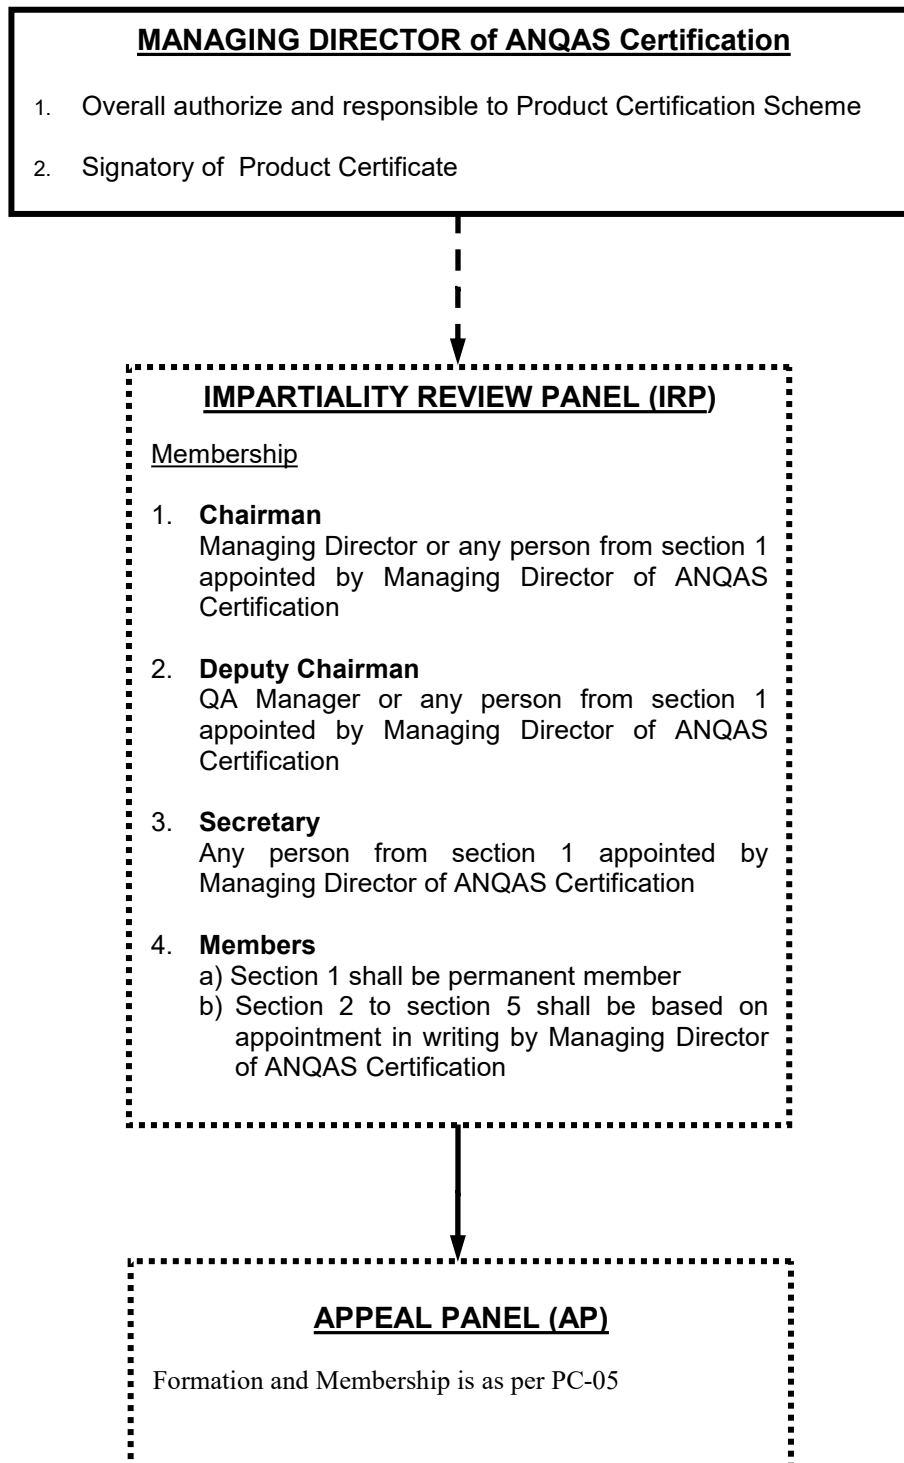 MANAGING DIRECTOR of ANQAS Certification
1. Overall authorize and responsible to Product Certification Scheme
2. Signatory of Product Certificate
IMPARTIALITY REVIEW PANEL (IRP)
Membership
1. Chairman
Managing Director or any person from section 1
appointed by Managing Director of ANQAS
Certification
2. Deputy Chairman
QA Manager or any person from section 1
appointed by Managing Director of ANQAS
Certification
3. Secretary
Any person from section 1 appointed by
Managing Director of ANQAS Certification
4. Members
a) Section 1 shall be permanent member
b) Section 2 to section 5 shall be based on
appointment in writing by Managing Director
of ANQAS Certification
APPEAL PANEL (AP)
Formation and Membership is as per PC-05